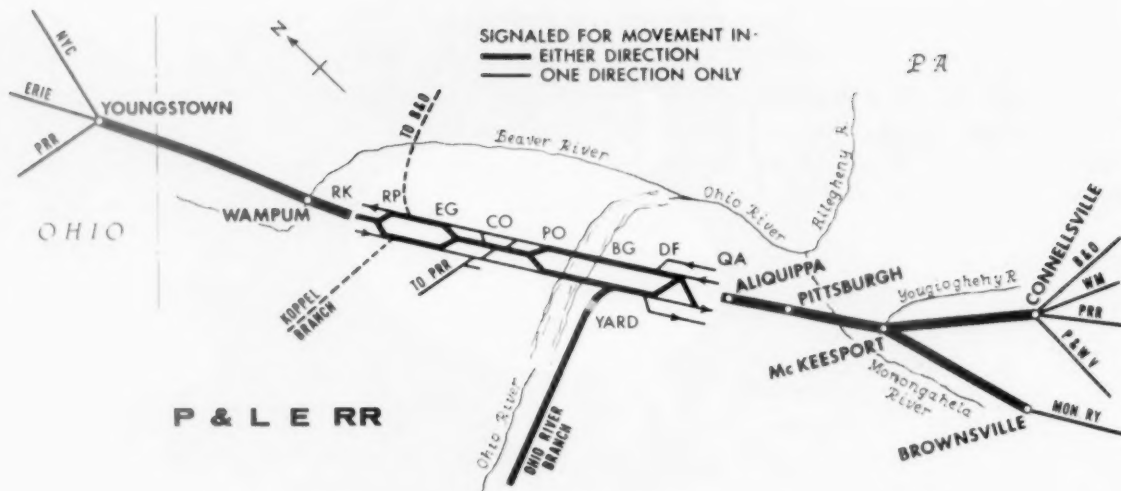 SIGNALED FOR MOVEMENT IN-
EITHER DIRECTION
ONE DIRECTION ONLY
N
PA
NYC
ERIE
PRR
YOUNGSTOWN
OHIO
WAMPUM
RK
RP
TO B&O
EG
CO
PO
BG
DF
QA
Beaver River
Ohio River
Allegheny R
KOPPEL
BRANCH
TO PRR
YARD
ALIQUIPPA
PITTSBURGH
McKEESPORT
Yougiogheny R
CONNELLSVILLE
B&O
WM
PRR
P&WV
Monongahela
River
BROWNSVILLE
MON RY
Ohio River
OHIO RIVER
BRANCH
P & L E RR